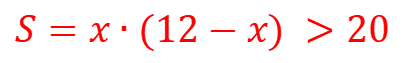 S = x · (12 − x) > 20